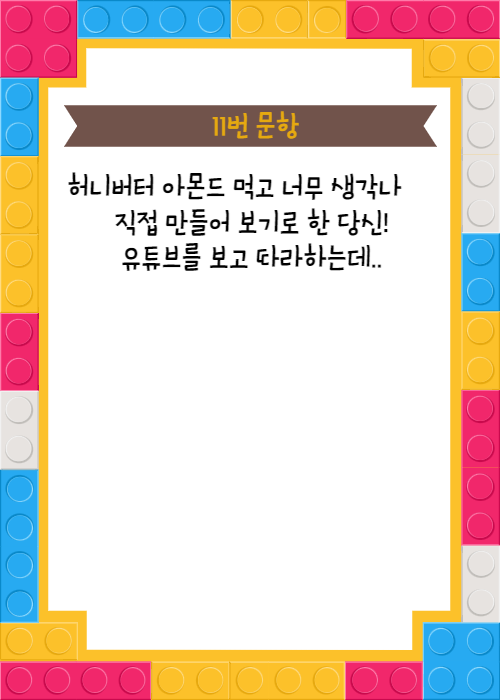 11번 문항
허니버터 아몬드 먹고 너무 생각나
직접 만들어 보기로 한 당신!
유튜브를 보고 따라하는데..